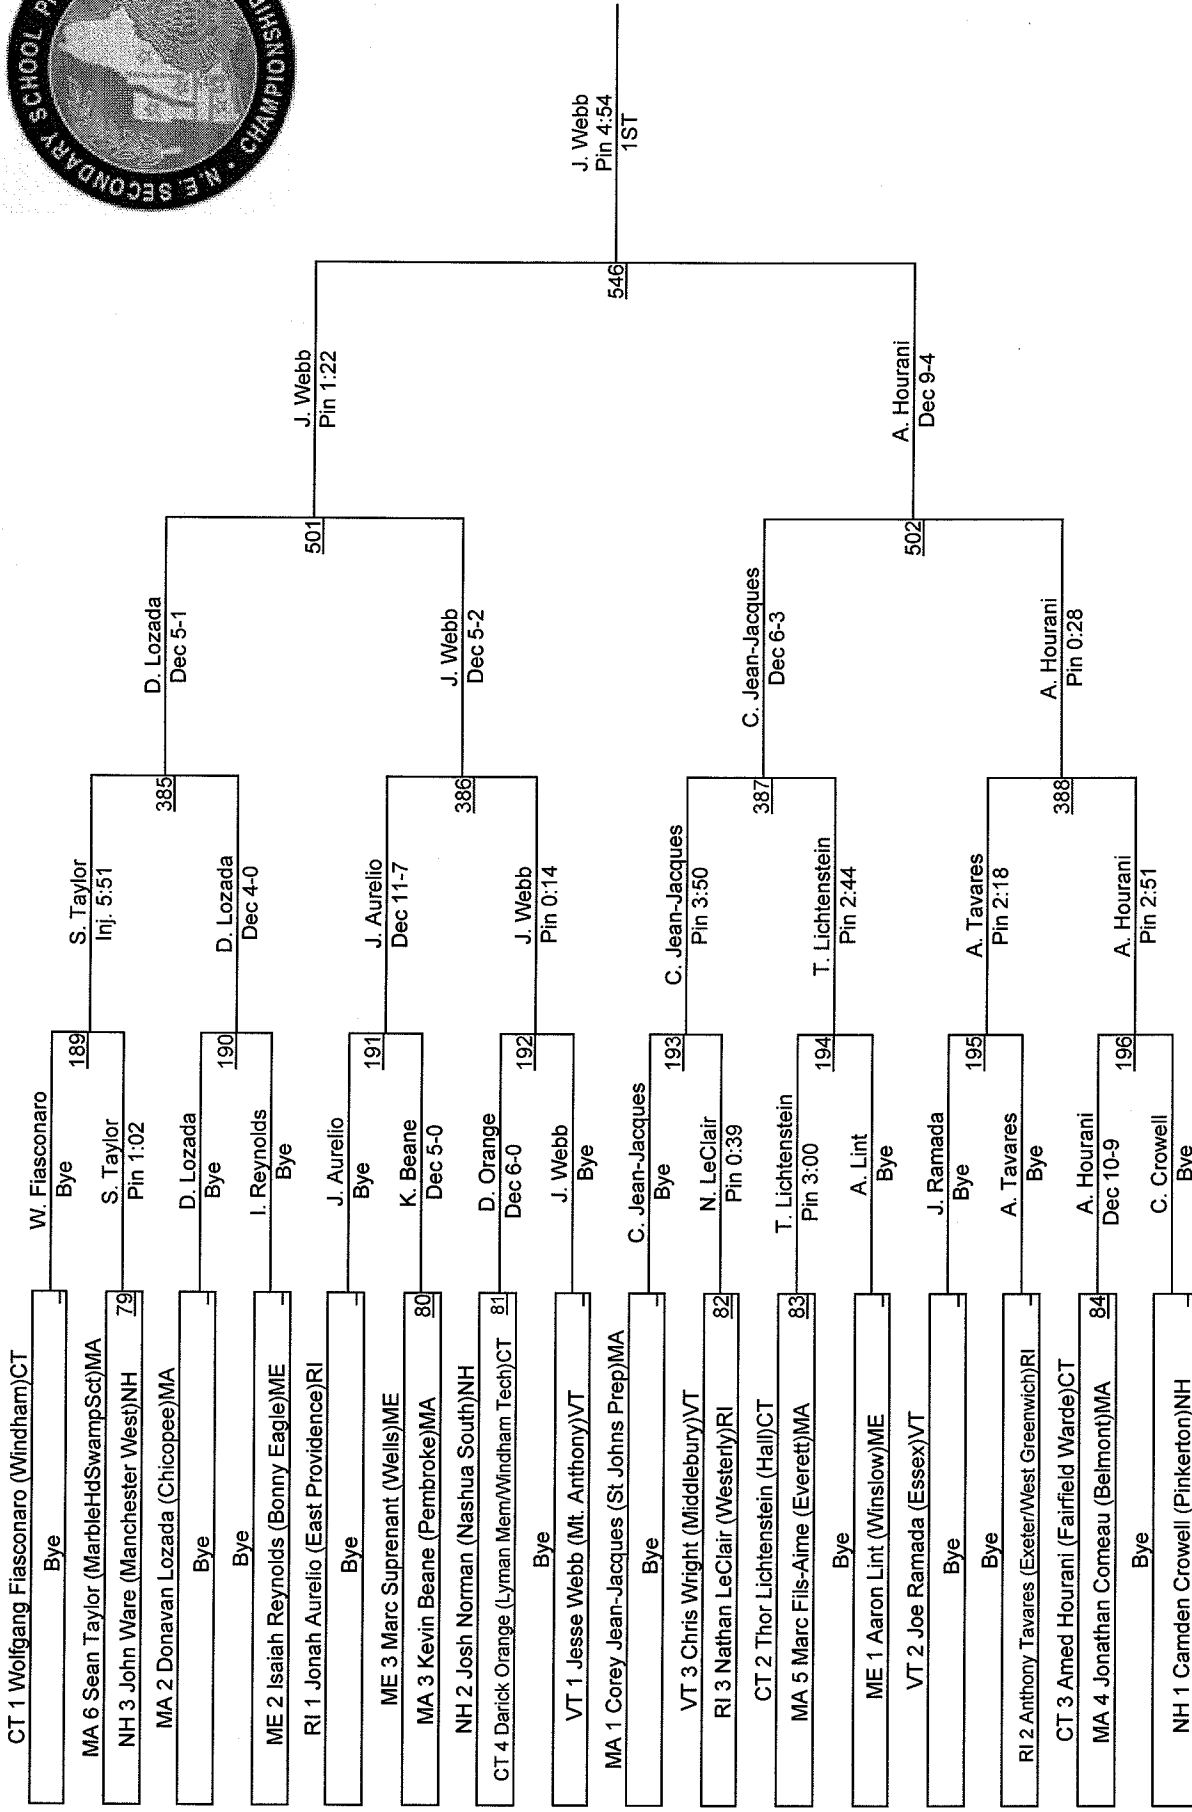 N.E. SECONDARY SCHOOL
CHAMPIONSHIP
CT 1 Wolfgang Fiasconaro (Windham)CT
Bye
MA 6 Sean Taylor (MarbleHdSwampSct)MA
NH 3 John Ware (Manchester West)NH
79
MA 2 Donavan Lozada (Chicopee)MA
Bye
Bye
ME 2 Isaiah Reynolds (Bonny Eagle)ME
RI 1 Jonah Aurelio (East Providence)RI
Bye
ME 3 Marc Suprenant (Wells)ME
MA 3 Kevin Beane (Pembroke)MA
80
NH 2 Josh Norman (Nashua South)NH
CT 4 Darick Orange (Lyman Mem/Windham Tech)CT
81
Bye
VT 1 Jesse Webb (Mt. Anthony)VT
MA 1 Corey Jean-Jacques (St Johns Prep)MA
Bye
VT 3 Chris Wright (Middlebury)VT
RI 3 Nathan LeClair (Westerly)RI
82
CT 2 Thor Lichtenstein (Hall)CT
MA 5 Marc Fils-Aime (Everett)MA
83
Bye
ME 1 Aaron Lint (Winslow)ME
VT 2 Joe Ramada (Essex)VT
Bye
Bye
RI 2 Anthony Tavares (Exeter/West Greenwich)RI
CT 3 Amed Hourani (Fairfield Warde)CT
MA 4 Jonathan Comeau (Belmont)MA
84
Bye
NH 1 Camden Crowell (Pinkerton)NH
W. Fiasconaro
Bye
189
S. Taylor
Pin 1:02
D. Lozada
Bye
190
I. Reynolds
Bye
J. Aurelio
Bye
191
K. Beane
Dec 5-0
D. Orange
Dec 6-0
192
J. Webb
Bye
C. Jean-Jacques
Bye
193
N. LeClair
Pin 0:39
T. Lichtenstein
Pin 3:00
194
A. Lint
Bye
J. Ramada
Bye
195
A. Tavares
Bye
A. Hourani
Dec 10-9
196
C. Crowell
Bye
S. Taylor
Inj. 5:51
385
D. Lozada
Dec 4-0
J. Aurelio
Dec 11-7
386
J. Webb
Pin 0:14
C. Jean-Jacques
Pin 3:50
387
T. Lichtenstein
Pin 2:44
A. Tavares
Pin 2:18
388
A. Hourani
Pin 2:51
D. Lozada
Dec 5-1
501
J. Webb
Dec 5-2
C. Jean-Jacques
Dec 6-3
502
A. Hourani
Pin 0:28
J. Webb
Pin 1:22
546
A. Hourani
Dec 9-4
J. Webb
Pin 4:54
1ST